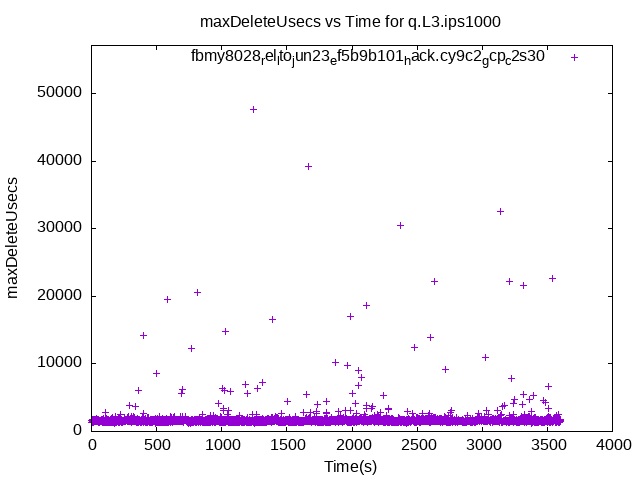 maxDeleteUsecs vs Time for q.L3.ips1000
fbmy8028relltojun23ef5b9b101hack.cy9c2gcpc2s30
maxDeleteUsecs
50000
40000
30000
20000
10000
0
0 500 1000 1500 2000 2500 3000 3500 4000
Time(s)